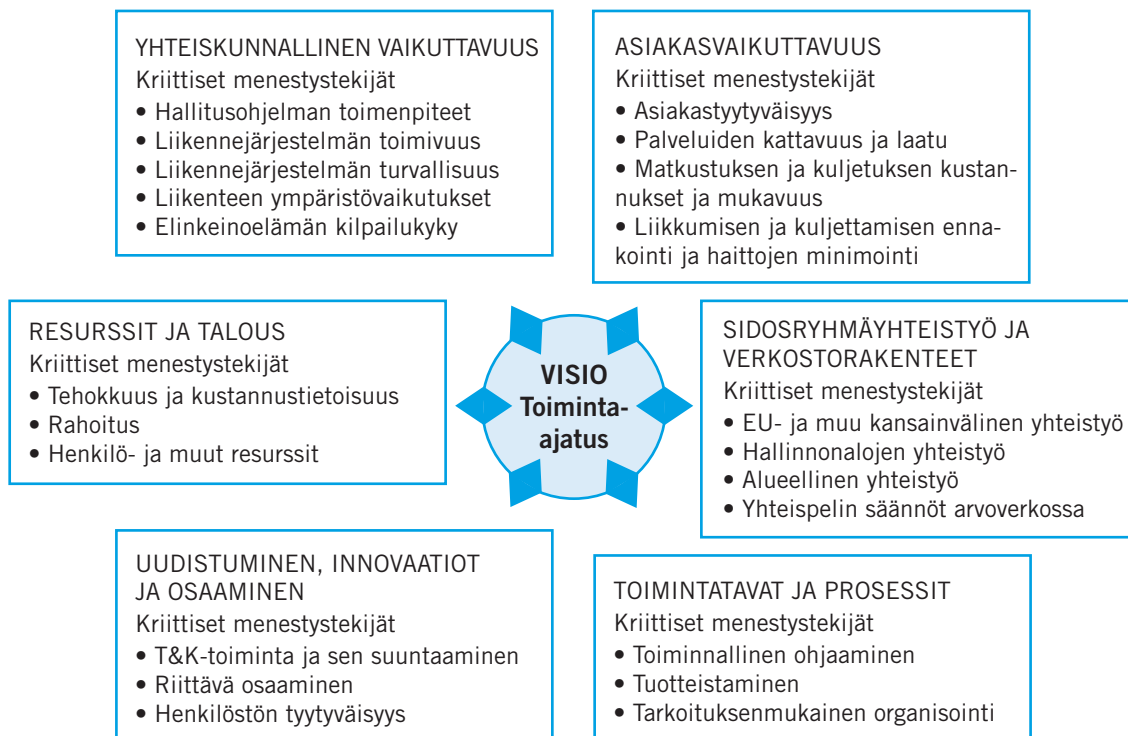 YHTEISKUNNALLINEN VAIKUTTAVUUS
Kriittiset menestystekijät
• Hallitusohjelman toimenpiteet
• Liikennejärjestelmän toimivuus
• Liikennejärjestelmän turvallisuus
• Liikenteen ympäristövaikutukset
• Elinkeinoelämän kilpailukyky
ASIAKASVAIKUTTAVUUS
Kriittiset menestystekijät
• Asiakastyytyväisyys
• Palveluiden kattavuus ja laatu
• Matkustuksen ja kuljetuksen kustan-
nukset ja mukavuus
• Liikkumisen ja kuljettamisen enna-
kointi ja haittojen minimointi
RESURSSIT JA TALOUS
Kriittiset menestystekijät
• Tehokkuus ja kustannustietoisuus
• Rahoitus
• Henkilö- ja muut resurssit
VISIO
Toiminta-
ajatus
SIDOSRYHMÄYHTEISTYÖ JA
VERKOSTORAKENTEET
Kriittiset menestystekijät
• EU- ja muu kansainvälinen yhteistyö
• Hallinnonalojen yhteistyö
• Alueellinen yhteistyö
• Yhteispelin säännöt arvoverkossa
UUDISTUMINEN, INNOVAATIOT
JA OSAAMINEN
Kriittiset menestystekijät
• T&K-toiminta ja sen suuntaaminen
• Riittävä osaaminen
• Henkilöstön tyytyväisyys
TOIMINTATAVAT JA PROSESSIT
Kriittiset menestystekijät
• Toiminnallinen ohjaaminen
• Tuotteistaminen
• Tarkoituksenmukainen organisointi